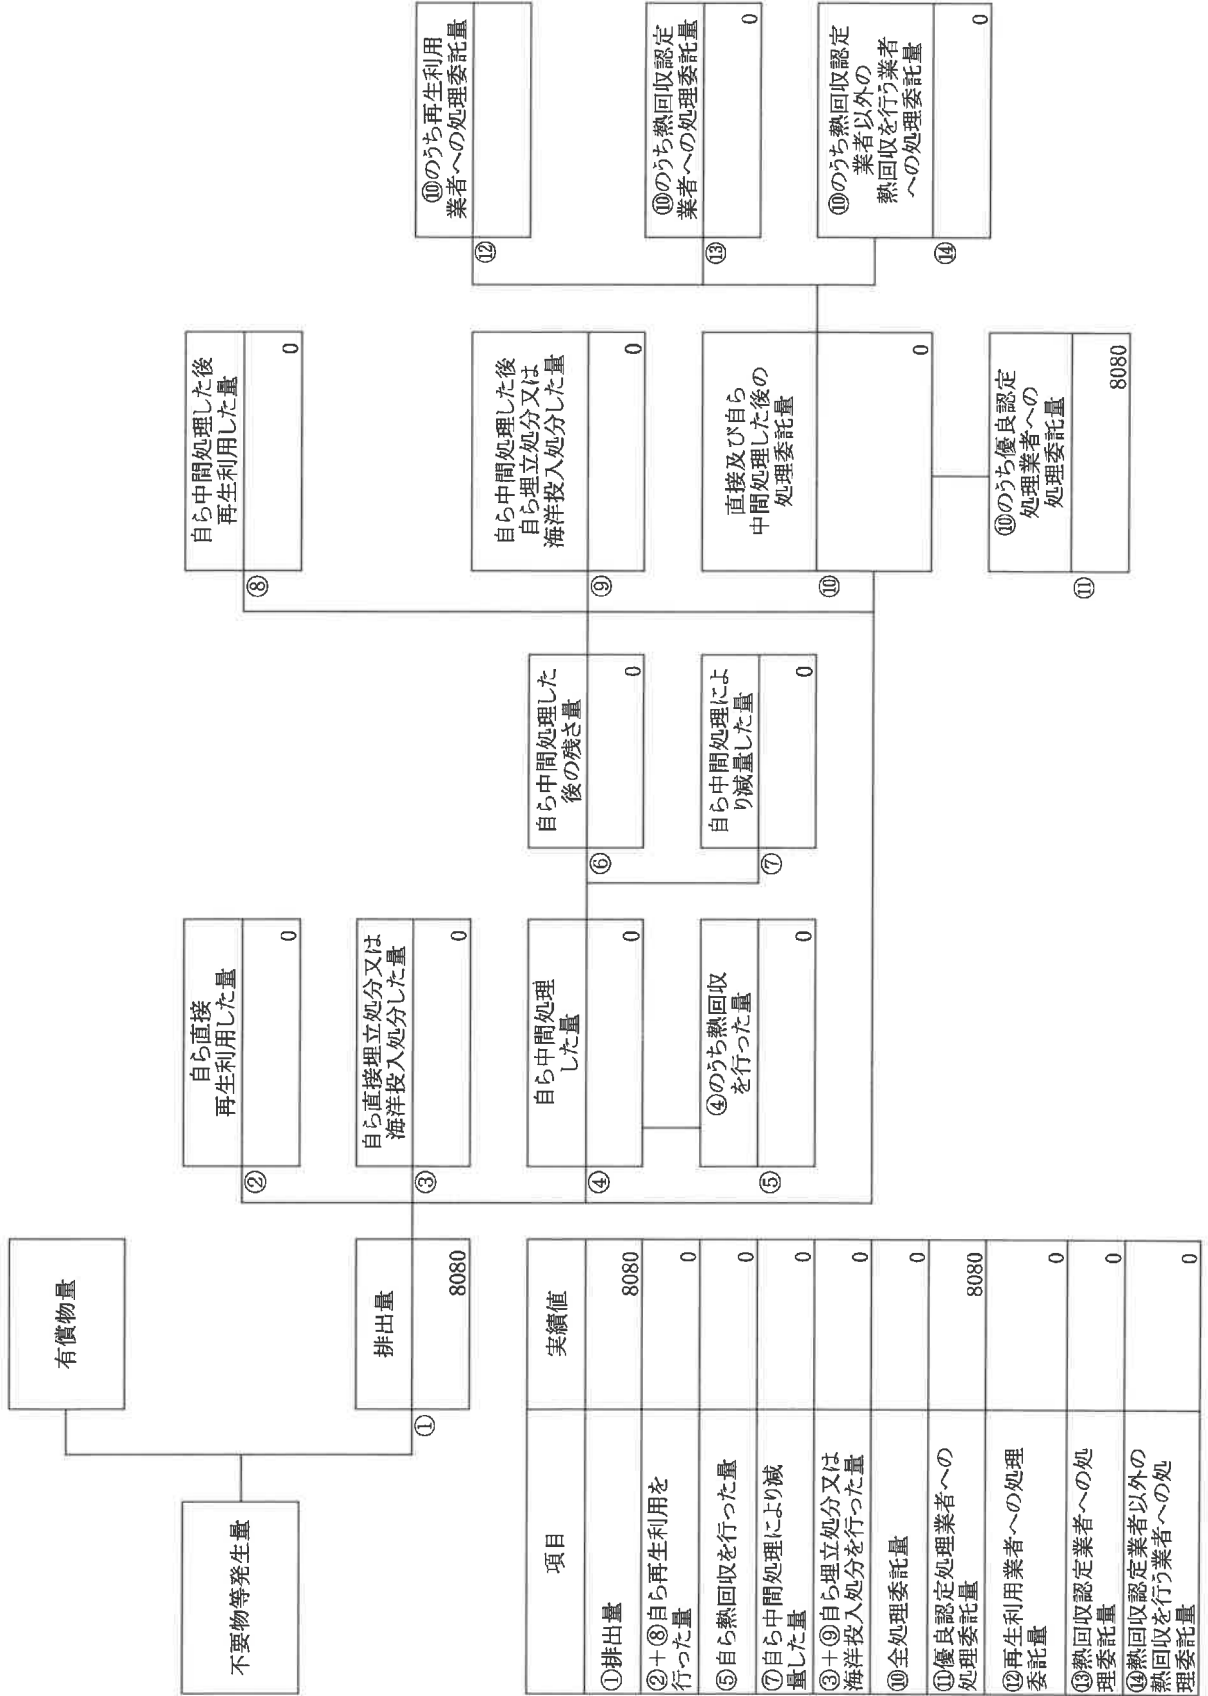 不要物等発生量
有償物量
①
排出量
8080
②
自ら直接
再生利用した量
0
③
自ら直接埋立処分又は
海洋投入処分した量
0
④
自ら中間処理
した量
0
⑤
④のうち熱回収
を行った量
0
⑥
自ら中間処理した
後の残さ量
0
⑦
自ら中間処理によ
り減量した量
0
⑧
自ら中間処理した後
再生利用した量
0
⑨
自ら中間処理した後
自ら埋立処分又は
海洋投入処分した量
0
⑩
直接及び自ら
中間処理した後の
処理委託量
0
⑪
⑩のうち優良認定
処理業者への
処理委託量
8080
⑫
⑩のうち再生利用
業者への処理委託量
⑬
⑩のうち熱回収認定
業者への処理委託量
0
⑭
⑩のうち熱回収認定
業者以外の
熱回収を行う業者
への処理委託量
0
項目
実績値
①排出量
8080
②+⑧自ら再生利用を
行った量
0
⑤自ら熱回収を行った量
0
⑦自ら中間処理により減
量した量
0
③+⑨自ら埋立処分又は
海洋投入処分を行った量
0
⑩全処理委託量
0
⑪優良認定処理業者への
処理委託量
8080
⑫再生利用業者への処理
委託量
0
⑬熱回収認定業者への処
理委託量
0
⑭熱回収認定業者以外の
熱回収を行う業者への処
理委託量
0